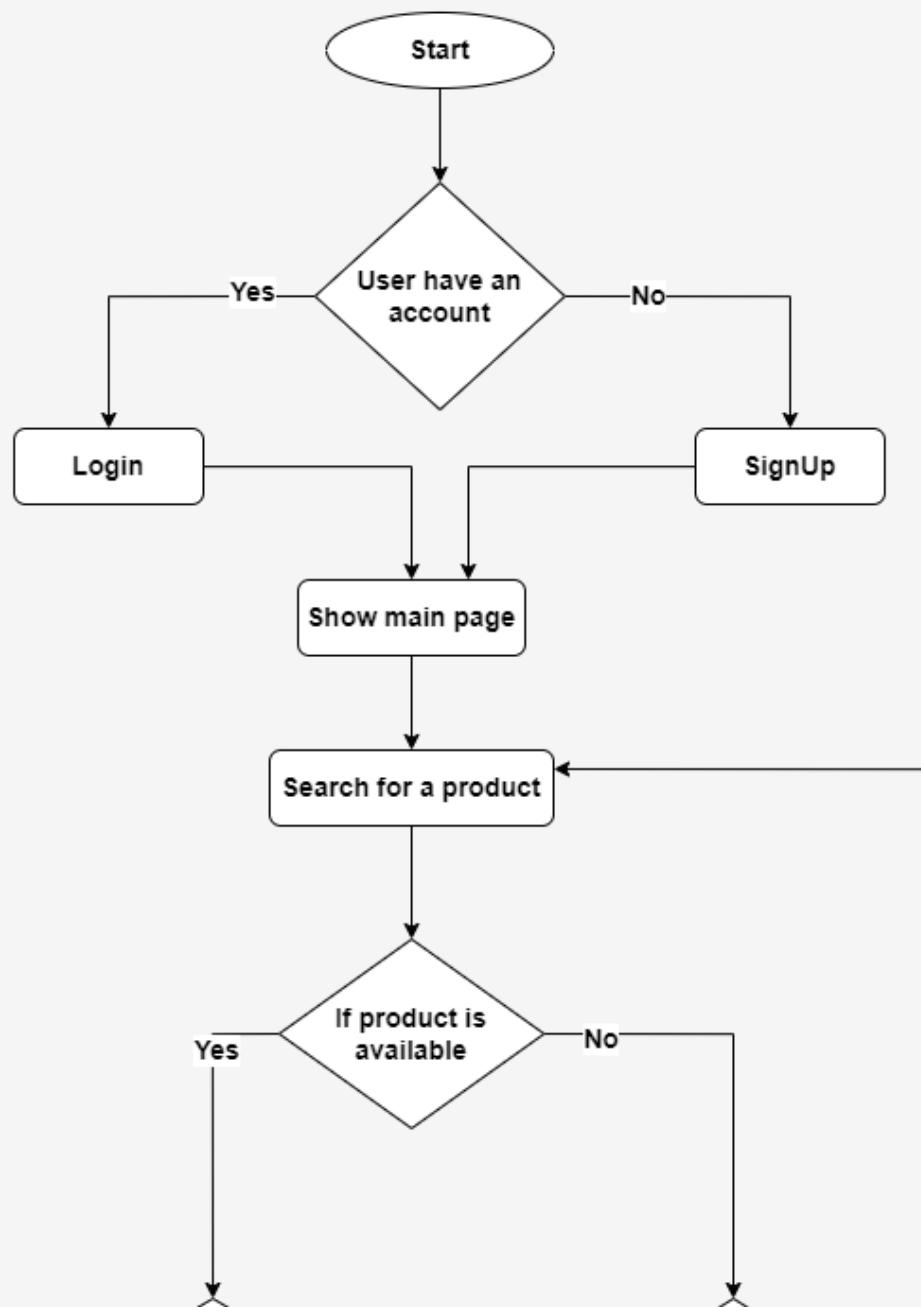 Start
User have an
account
Yes
No
Login
SignUp
Show main page
Search for a product
If product is
available
Yes
No